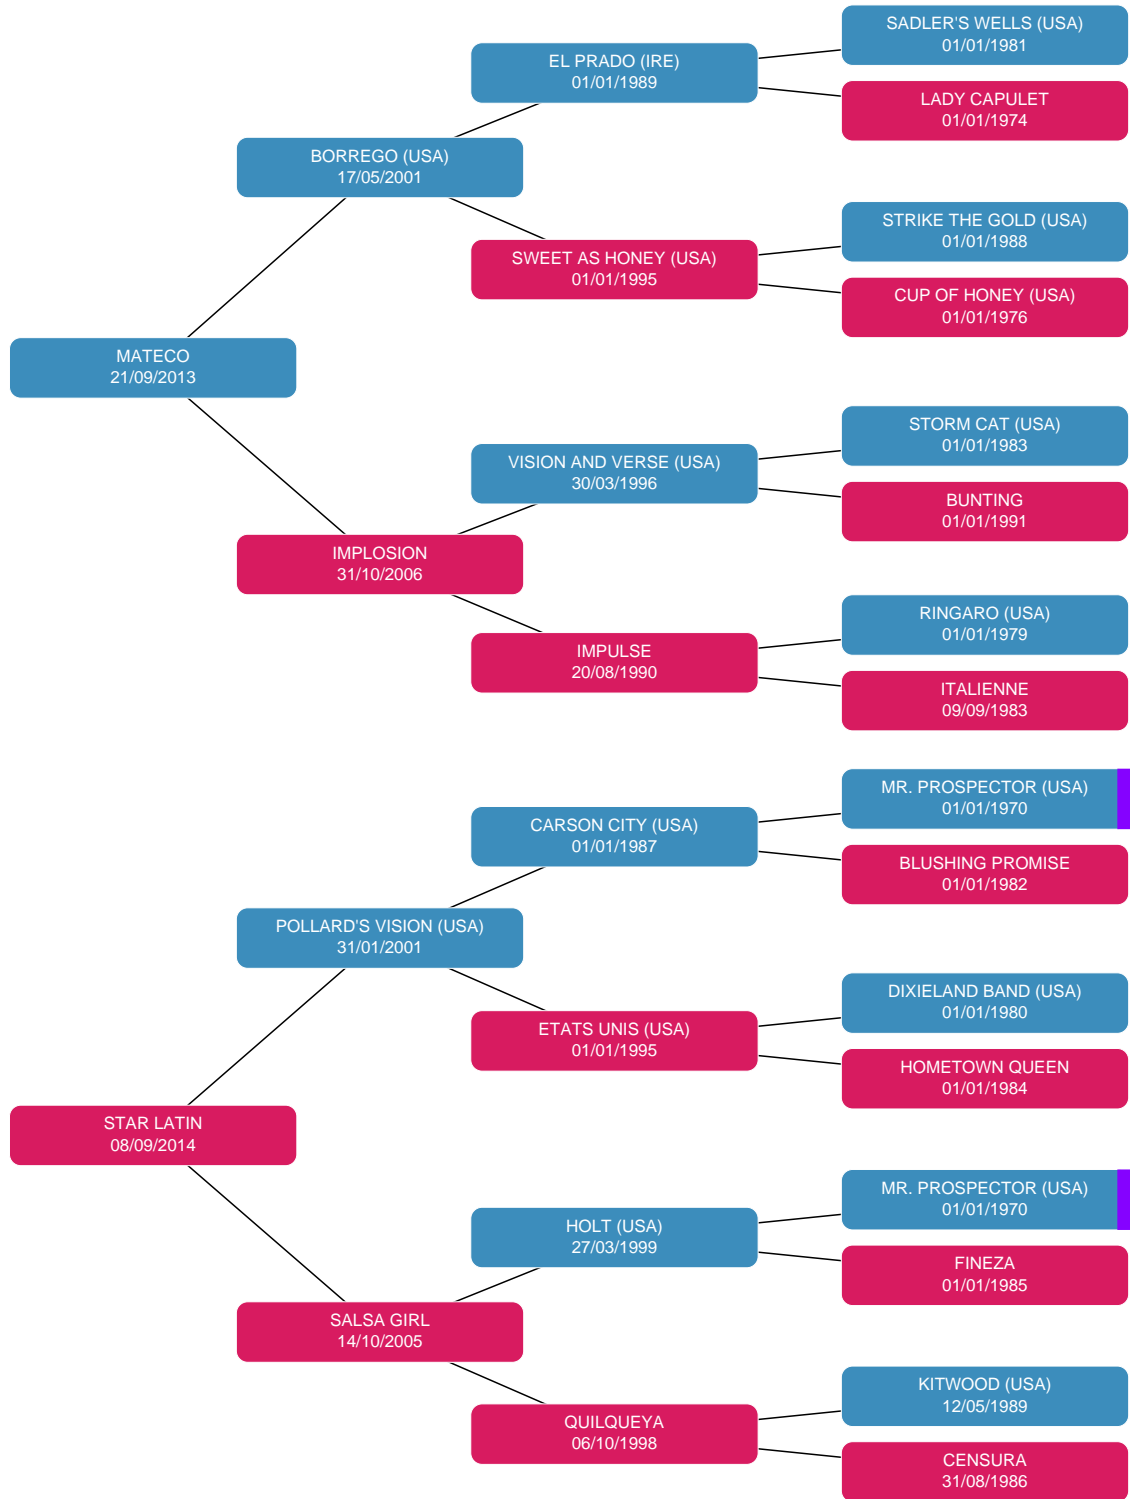 SADLER'S WELLS (USA)
01/01/1981
EL PRADO (IRE)
01/01/1989
LADY CAPULET
01/01/1974
BORREGO (USA)
17/05/2001
STRIKE THE GOLD (USA)
01/01/1988
SWEET AS HONEY (USA)
01/01/1995
CUP OF HONEY (USA)
01/01/1976
MATECO
21/09/2013
STORM CAT (USA)
01/01/1983
VISION AND VERSE (USA)
30/03/1996
BUNTING
01/01/1991
IMPLOSION
31/10/2006
RINGARO (USA)
01/01/1979
IMPULSE
20/08/1990
ITALIENNE
09/09/1983
MR. PROSPECTOR (USA)
01/01/1970
CARSON CITY (USA)
01/01/1987
BLUSHING PROMISE
01/01/1982
POLLARD'S VISION (USA)
31/01/2001
DIXIELAND BAND (USA)
01/01/1980
ETATS UNIS (USA)
01/01/1995
HOMETOWN QUEEN
01/01/1984
STAR LATIN
08/09/2014
MR. PROSPECTOR (USA)
01/01/1970
HOLT (USA)
27/03/1999
FINEZA
01/01/1985
SALSA GIRL
14/10/2005
KITWOOD (USA)
12/05/1989
QUILQUEYA
06/10/1998
CENSURA
31/08/1986